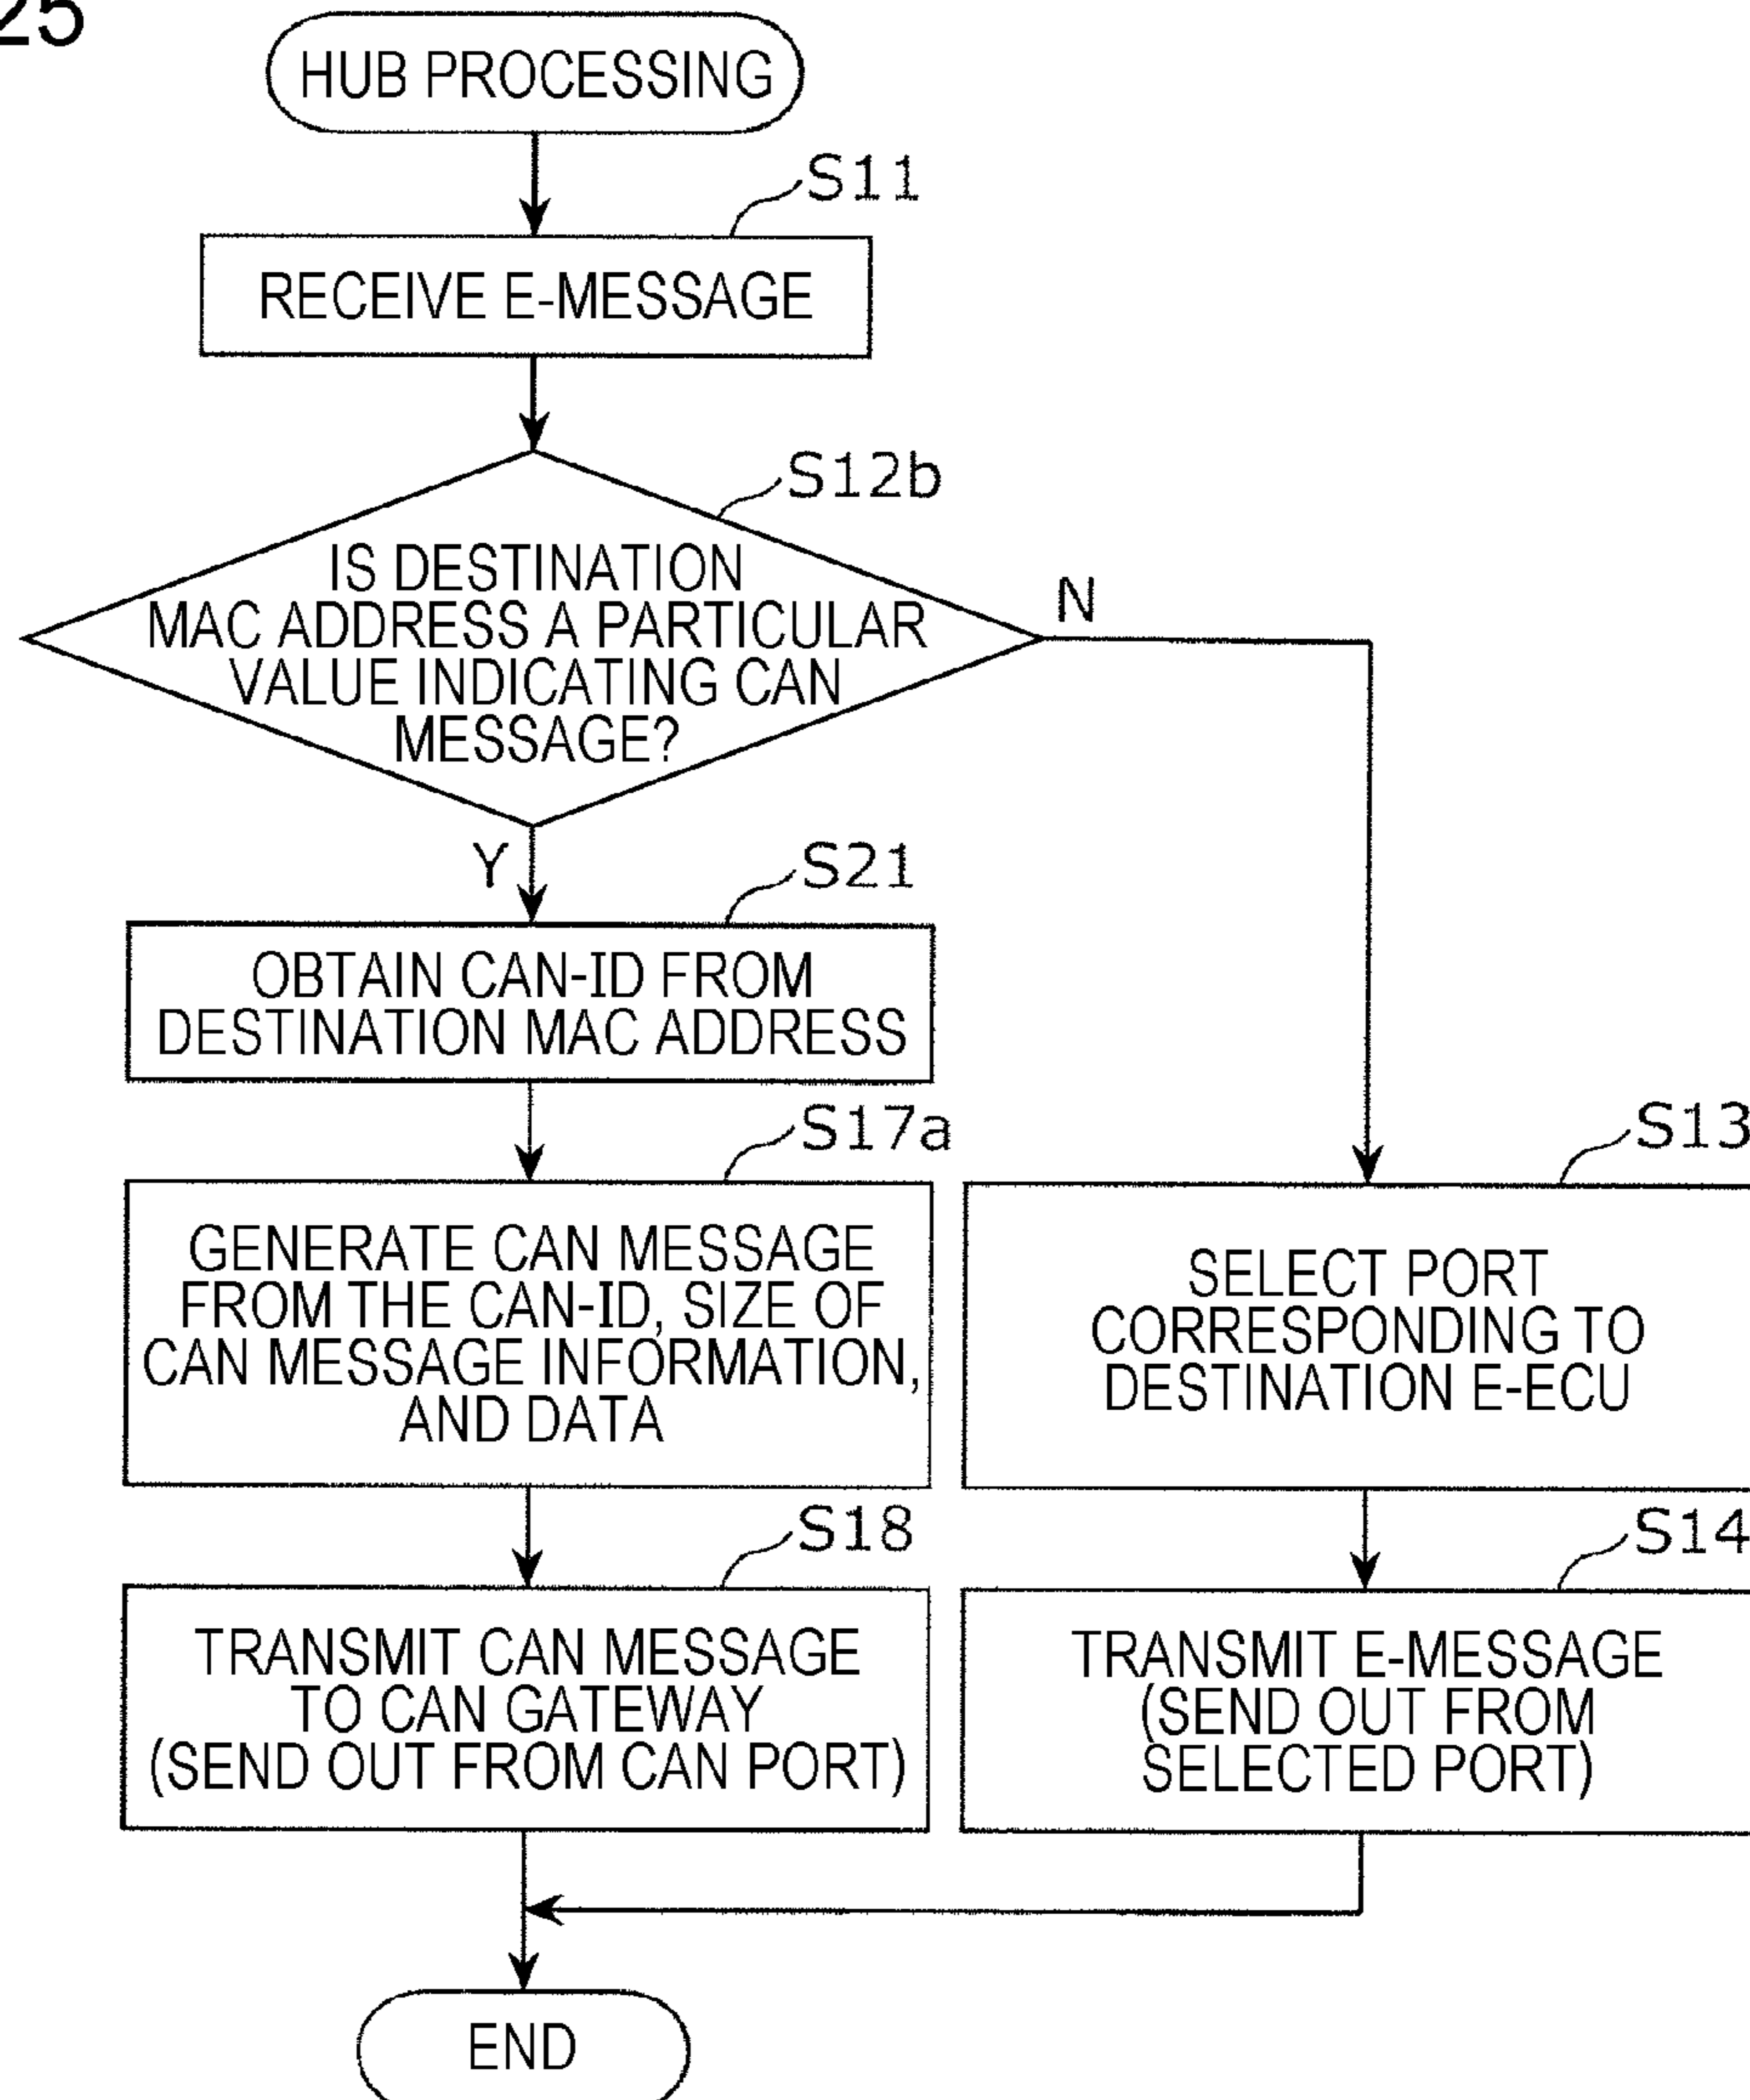 25
HUB PROCESSING
S11
RECEIVE E-MESSAGE
S12b
IS DESTINATION
MAC ADDRESS A PARTICULAR
VALUE INDICATING CAN
MESSAGE?
N
Y
S21
OBTAIN CAN-ID FROM
DESTINATION MAC ADDRESS
S17a
GENERATE CAN MESSAGE
FROM THE CAN-ID, SIZE OF
CAN MESSAGE INFORMATION,
AND DATA
S13
SELECT PORT
CORRESPONDING TO
DESTINATION E-ECU
S18
TRANSMIT CAN MESSAGE
TO CAN GATEWAY
(SEND OUT FROM CAN PORT)
S14
TRANSMIT E-MESSAGE
(SEND OUT FROM
SELECTED PORT)
END